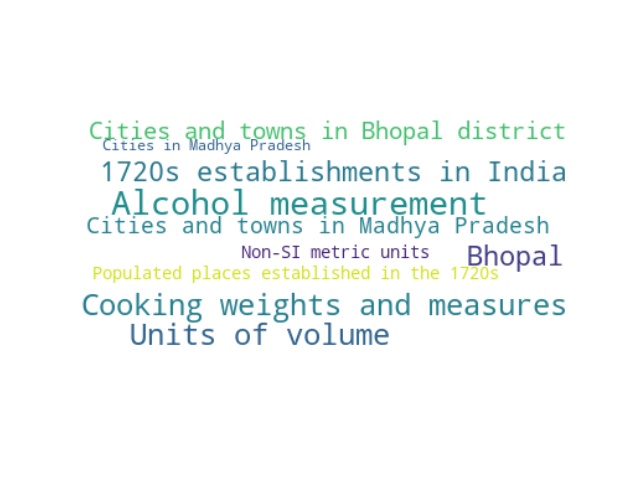 Cities and towns in Bhopal district
Cities in Madhya Pradesh
1720s establishments in India
Alcohol measurement
Cities and towns in Madhya Pradesh
Non-SI metric units
Bhopal
Populated places established in the 1720s
Cooking weights and measures
Units of volume